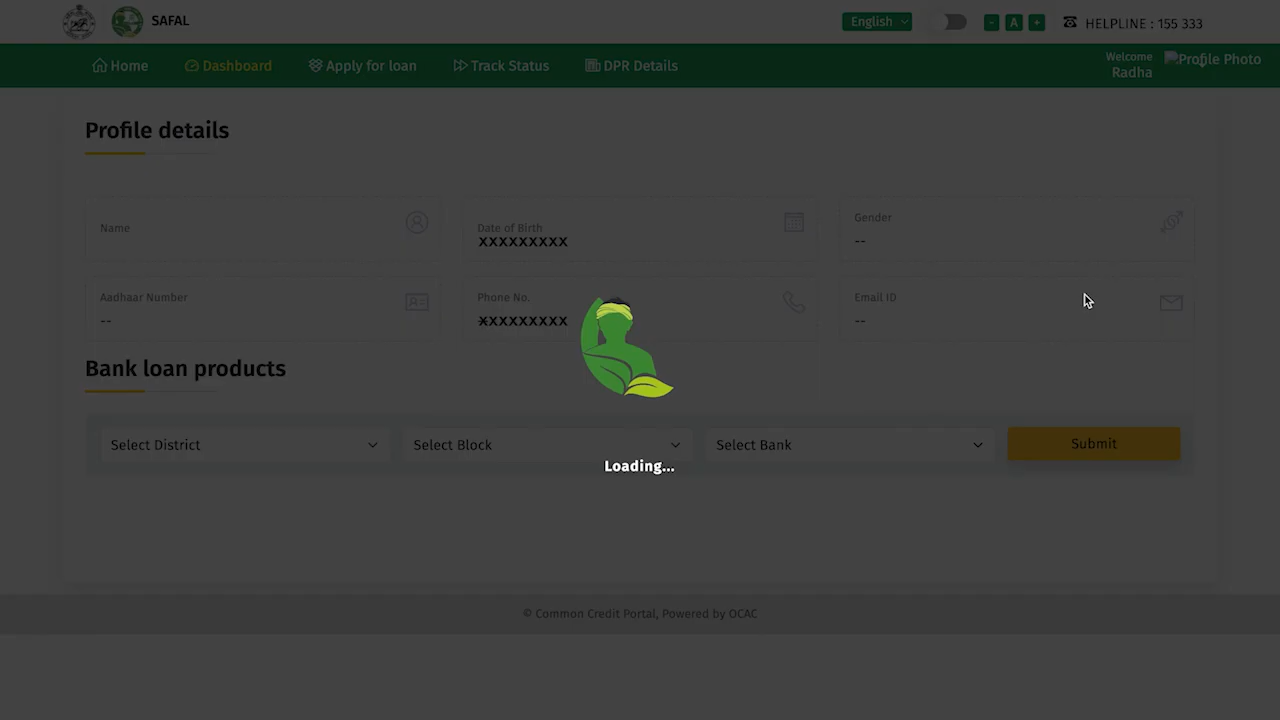 SAFAL
English
- A +
HELPLINE : 155 333
Home
Dashboard
Apply for loan
Track Status
DPR Details
Welcome
Radha
Profile Photo
Profile details
Name
Date of Birth
XXXXXXXXX
Gender
--
Aadhaar Number
--
Phone No.
XXXXXXXXX
Email ID
--
Bank loan products
Select District
Select Block
Select Bank
Submit
Loading...
© Common Credit Portal, Powered by OCAC